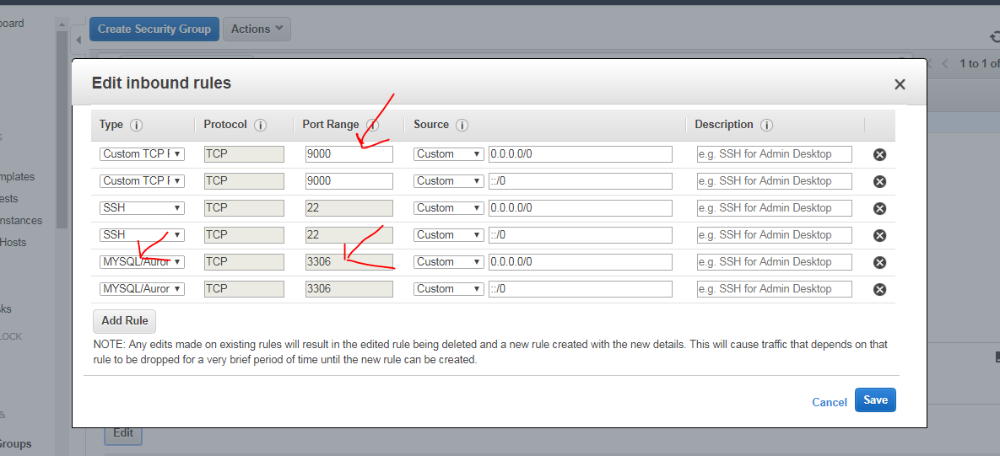 board
Create Security Group Actions
1 to 1 of
Edit inbound rules
Type Protocol Port Range Source Description
Custom TCP F TCP 9000 Custom 0.0.0.0/0 e.g. SSH for Admin Desktop
Custom TCP F TCP 9000 Custom ::/0 e.g. SSH for Admin Desktop
mplates
SSH TCP 22 Custom 0.0.0.0/0 e.g. SSH for Admin Desktop
ests
nstances
SSH TCP 22 Custom ::/0 e.g. SSH for Admin Desktop
Hosts
MYSQL/Auror TCP 3306 Custom 0.0.0.0/0 e.g. SSH for Admin Desktop
MYSQL/Auror TCP 3306 Custom ::/0 e.g. SSH for Admin Desktop
sks
Add Rule
LOCK
NOTE: Any edits made on existing rules will result in the edited rule being deleted and a new rule created with the new details. This will cause traffic that depends on that
rule to be dropped for a very brief period of time until the new rule can be created.
Cancel Save
&
Edit
Groups